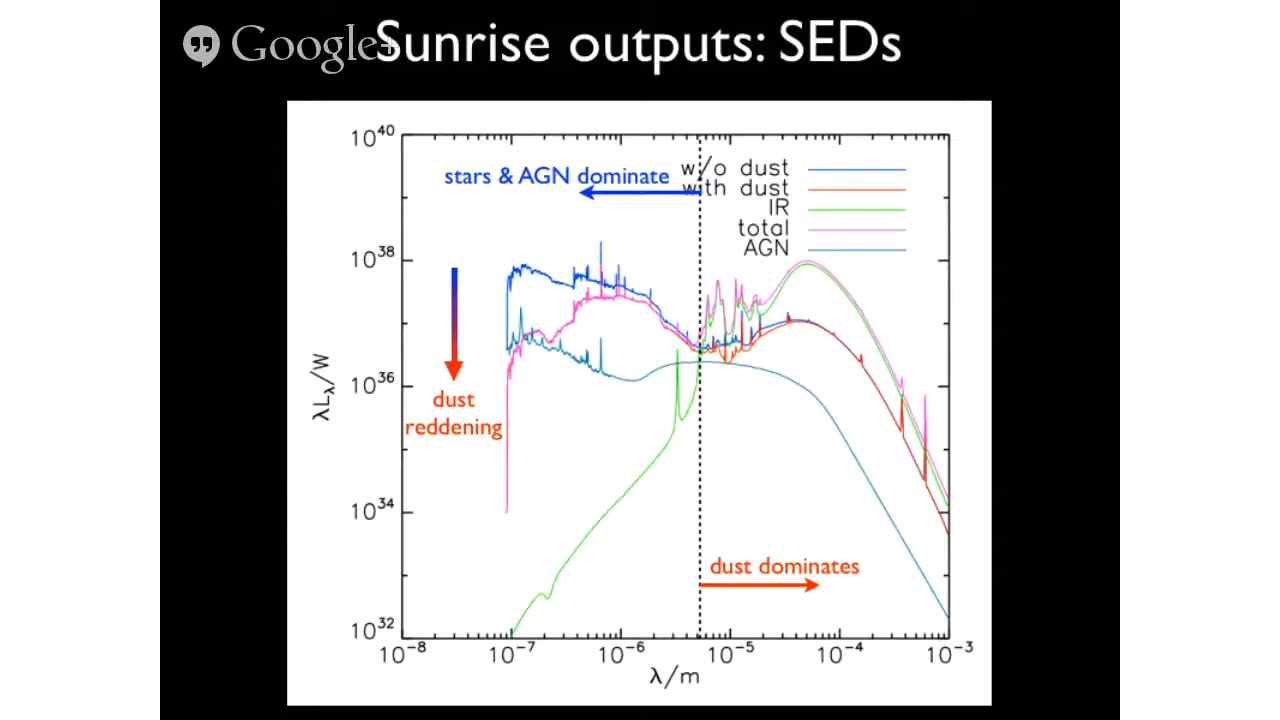 Google+
Sunrise outputs: SEDs
10^40
10^38
10^36
10^34
10^32
λL_λ/W
stars & AGN dominate
w/o dust
with dust
IR
total
AGN
dust
reddening
dust dominates
10^-8 10^-7 10^-6 10^-5 10^-4 10^-3
λ/m